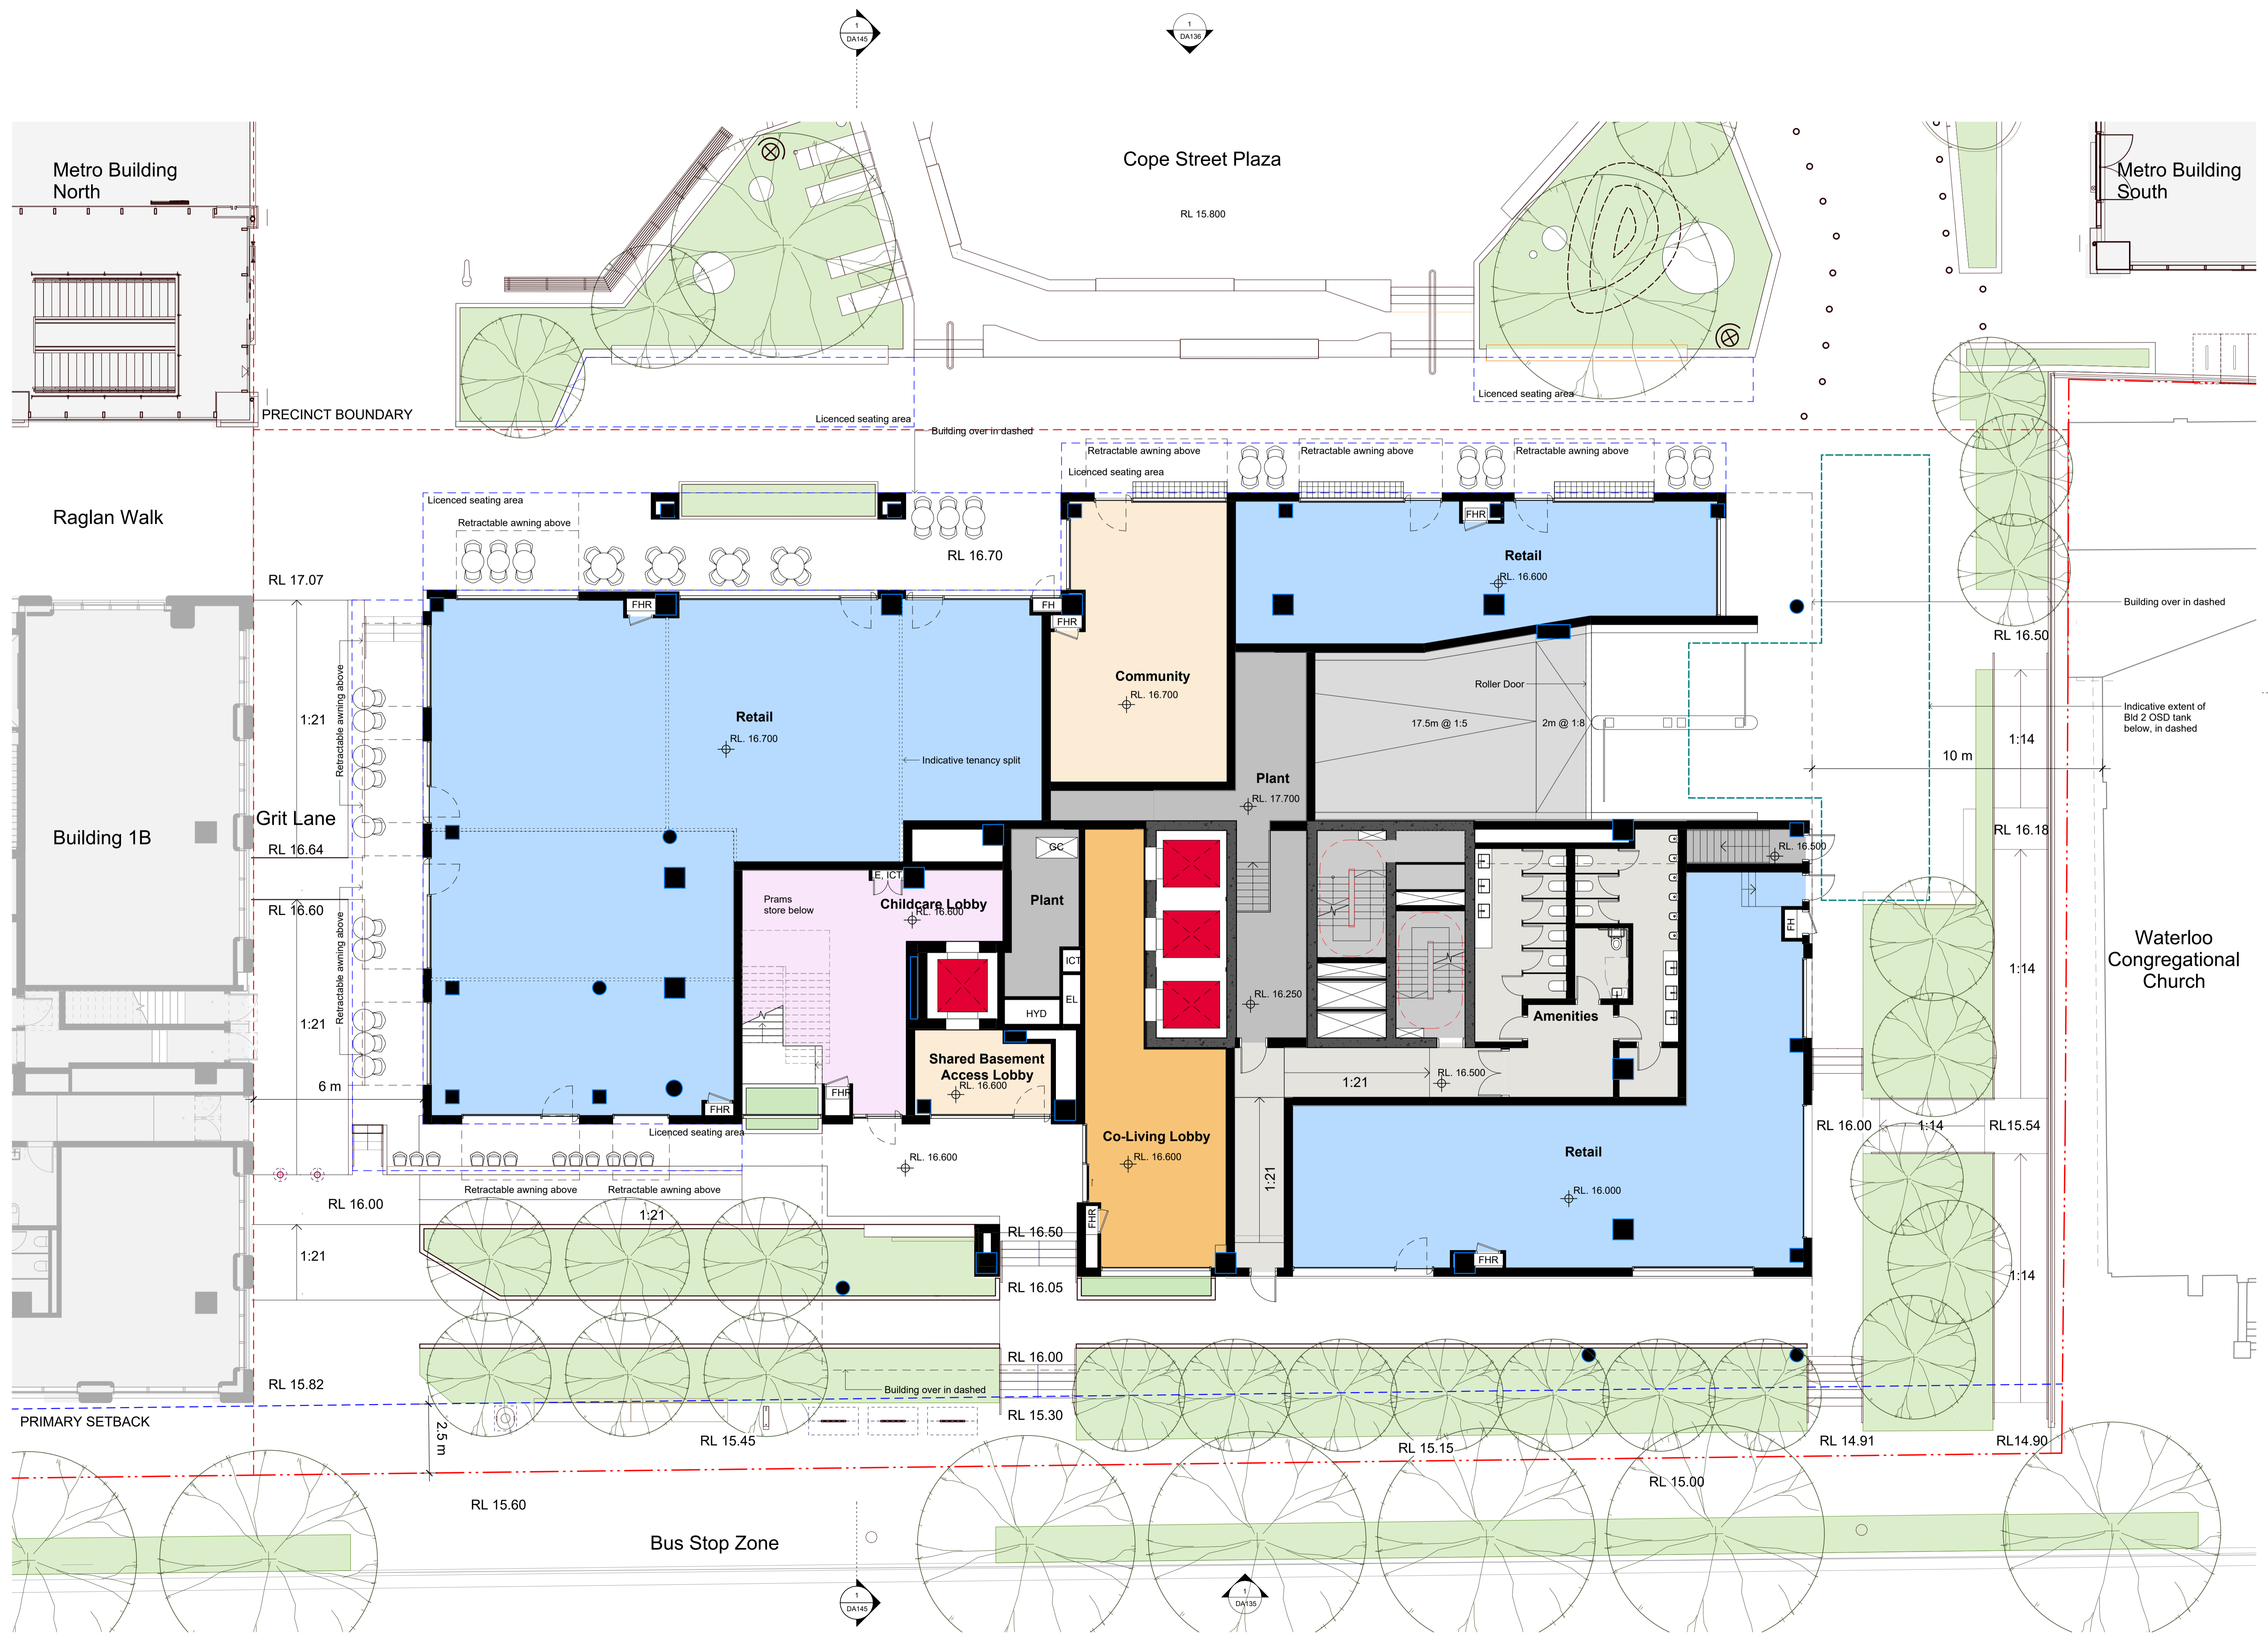 1
DA145
1
DA136
Metro Building
North
Cope Street Plaza
RL 15.800
Metro Building
South
PRECINCT BOUNDARY
Licenced seating area
Licenced seating area
Building over in dashed
Retractable awning above
Retractable awning above
Retractable awning above
Licenced seating area
Licenced seating area
Retractable awning above
Raglan Walk
FHR
RL 16.70
Retail
RL. 16.600
RL 17.07
FHR
FH
FHR
Building over in dashed
RL 16.50
Community
RL. 16.700
Roller Door
Retractable awning above
1:21
Retail
RL. 16.700
17.5m @ 1:5
2m @ 1:8
Indicative extent of
Bld 2 OSD tank
below, in dashed
1:14
10 m
Indicative tenancy split
Plant
RL. 17.700
Grit Lane
Building 1B
RL 16.64
RL 16.18
GC
RL. 16.500
E, ICT
RL 16.60
Prams
store below
Childcare Lobby
RL. 16.600
Plant
FH
Retractable awning above
Waterloo
Congregational
Church
ICT
1:14
EL
RL. 16.250
HYD
1:21
Amenities
Shared Basement
Access Lobby
RL. 16.600
RL. 16.500
1:21
6 m
FHR
FHR
Licenced seating area
RL 16.00
1:14
RL15.54
Co-Living Lobby
RL. 16.600
RL. 16.600
Retail
RL. 16.000
1:21
Retractable awning above
Retractable awning above
RL 16.00
1:21
FHR
RL 16.50
1:21
FHR
1:14
RL 16.05
RL 16.00
RL 15.82
Building over in dashed
PRIMARY SETBACK
RL 15.30
2.5 m
RL 15.45
RL 15.15
RL 14.91
RL14.90
RL 15.00
RL 15.60
Bus Stop Zone
1
DA145
1
DA135